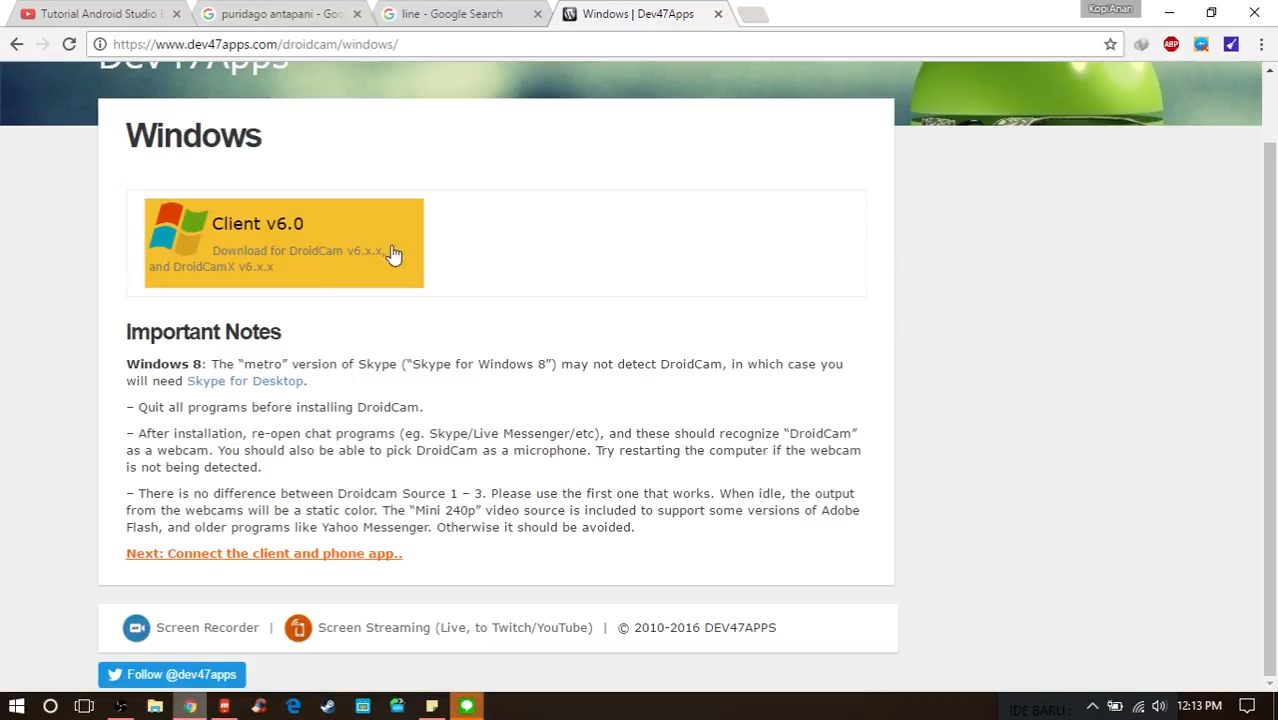 Tutorial Android Studio
puridago antapani - Goo
line - Google Search
Windows | Dev47Apps
KopiAnan
https://www.dev47apps.com/droidcam/windows/
ABP
Dev47Apps
Windows
Client v6.0
Download for DroidCam v6.x.x,
and DroidCamX v6.x.x
Important Notes
Windows 8: The “metro” version of Skype (“Skype for Windows 8”) may not detect DroidCam, in which case you
will need Skype for Desktop.
– Quit all programs before installing DroidCam.
– After installation, re-open chat programs (eg. Skype/Live Messenger/etc), and these should recognize “DroidCam”
as a webcam. You should also be able to pick DroidCam as a microphone. Try restarting the computer if the webcam
is not being detected.
– There is no difference between Droidcam Source 1 – 3. Please use the first one that works. When idle, the output
from the webcams will be a static color. The “Mini 240p” video source is included to support some versions of Adobe
Flash, and older programs like Yahoo Messenger. Otherwise it should be avoided.
Next: Connect the client and phone app..
Screen Recorder | Screen Streaming (Live, to Twitch/YouTube) | © 2010-2016 DEV47APPS
Follow @dev47apps
IDE BARU :
12:13 PM